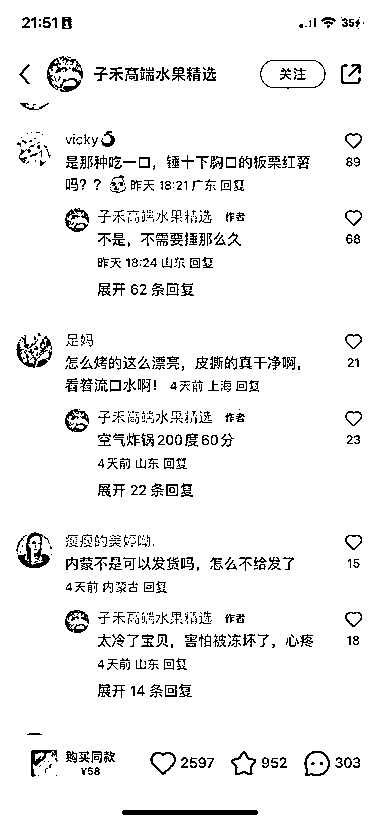 21:51
35
子禾高端水果精选
关注
vicky
是那种吃一口，锤十下胸口的板栗红薯
吗？？ 昨天 18:21 广东 回复
89
子禾高端水果精选 作者
不是，不需要捶那么久
68
昨天 18:24 山东 回复
展开 62 条回复
是妈
怎么烤的这么漂亮，皮撕的真干净啊，
看着流口水啊！ 4天前 上海 回复
21
子禾高端水果精选 作者
空气炸锅200度60分
23
4天前 山东 回复
展开 22 条回复
内蒙不是可以发货吗，怎么不给发了
15
4天前 内蒙古 回复
子禾高端水果精选 作者
太冷了宝贝，害怕被冻坏了，心疼
18
4天前 山东 回复
展开 14 条回复
购买同款
¥58
2597
952
303